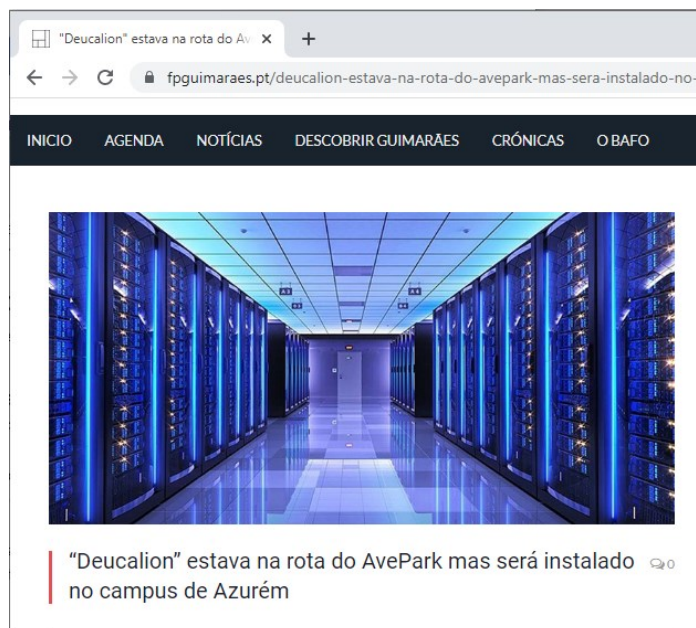 "Deucalion" estava na rota do Av
fpguimaraes.pt/deucalion-estava-na-rota-do-avepark-mas-sera-instalado-no-
INICIO AGENDA NOTÍCIAS DESCOBRIR GUIMARÃES CRÓNICAS O BAFO
“Deucalion” estava na rota do AvePark mas será instalado 0
no campus de Azurém